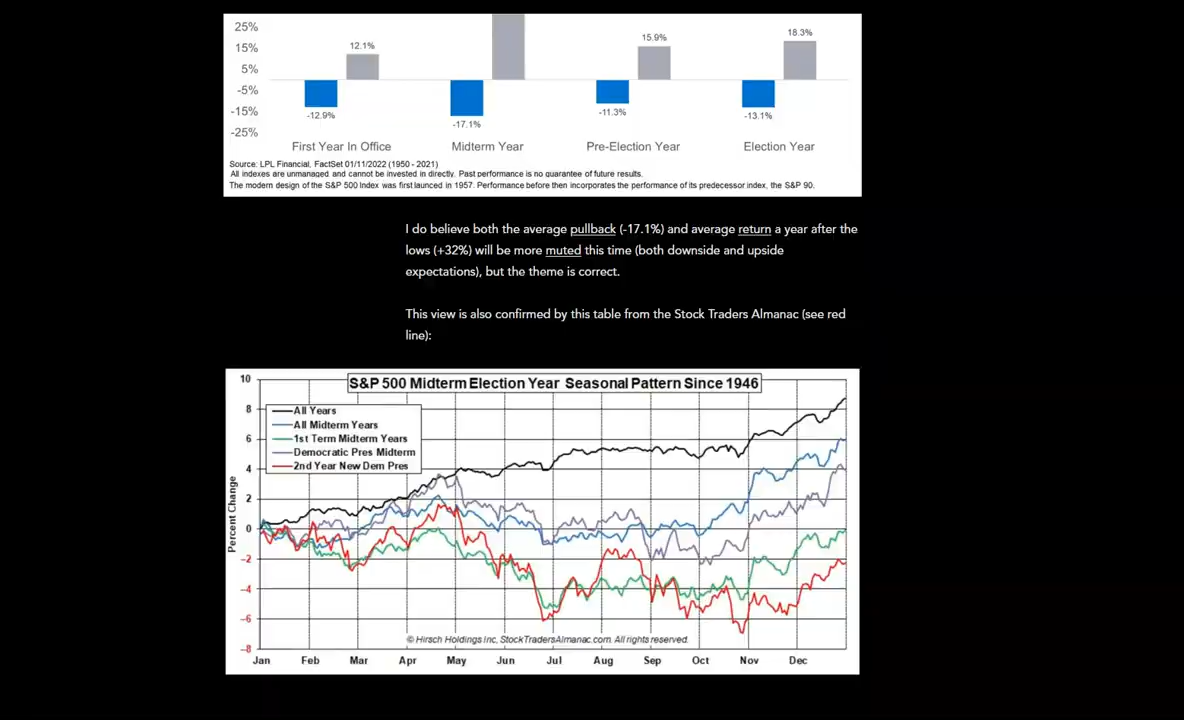 25%
15%
5%
-5%
-15%
-25%
12.1%
15.9%
18.3%
-12.9%
-17.1%
-11.3%
-13.1%
First Year In Office
Midterm Year
Pre-Election Year
Election Year
Source: LPL Financial, FactSet 01/11/2022 (1950 - 2021)
All indexes are unmanaged and cannot be invested in directly. Past performance is no guarantee of future results.
The modern design of the S&P 500 Index was first launced in 1957. Performance before then incorporates the performance of its predecessor index, the S&P 90.
I do believe both the average pullback (-17.1%) and average return a year after the
lows (+32%) will be more muted this time (both downside and upside
expectations), but the theme is correct.
This view is also confirmed by this table from the Stock Traders Almanac (see red
line):
S&P 500 Midterm Election Year Seasonal Pattern Since 1946
All Years
All Midterm Years
1st Term Midterm Years
Democratic Pres Midterm
2nd Year New Dem Pres
Percent Change
10
8
6
4
2
0
-2
-4
-6
-8
© Hirsch Holdings Inc, StockTradersAlmanac.com. All rights reserved.
Jan
Feb
Mar
Apr
May
Jun
Jul
Aug
Sep
Oct
Nov
Dec